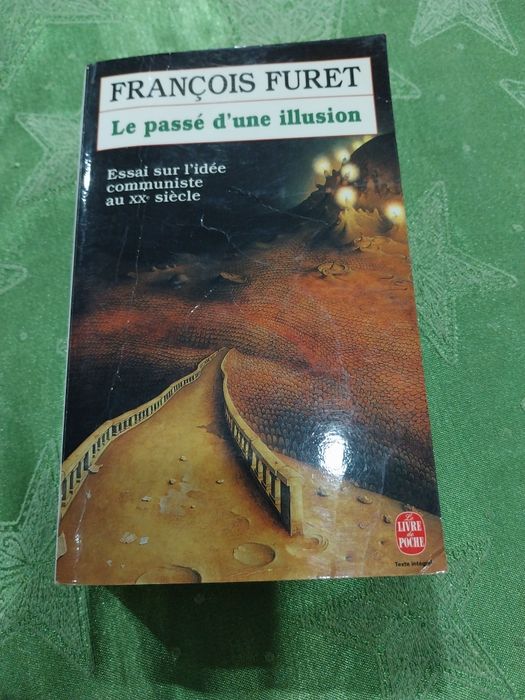 FRANÇOIS FURET
Le passé d'une illusion
Essai sur l'idée
communiste
au XXe siècle
Le
LIVRE
de
POCHE
Texte intégral